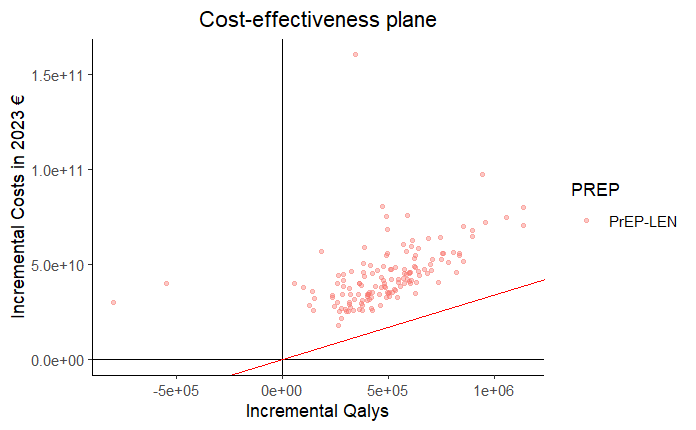 Cost-effectiveness plane
Incremental Costs in 2023 €
1.5e+11
1.0e+11
5.0e+10
0.0e+00
-5e+05
0e+00
5e+05
1e+06
Incremental Qalys
PREP
PrEP-LEN